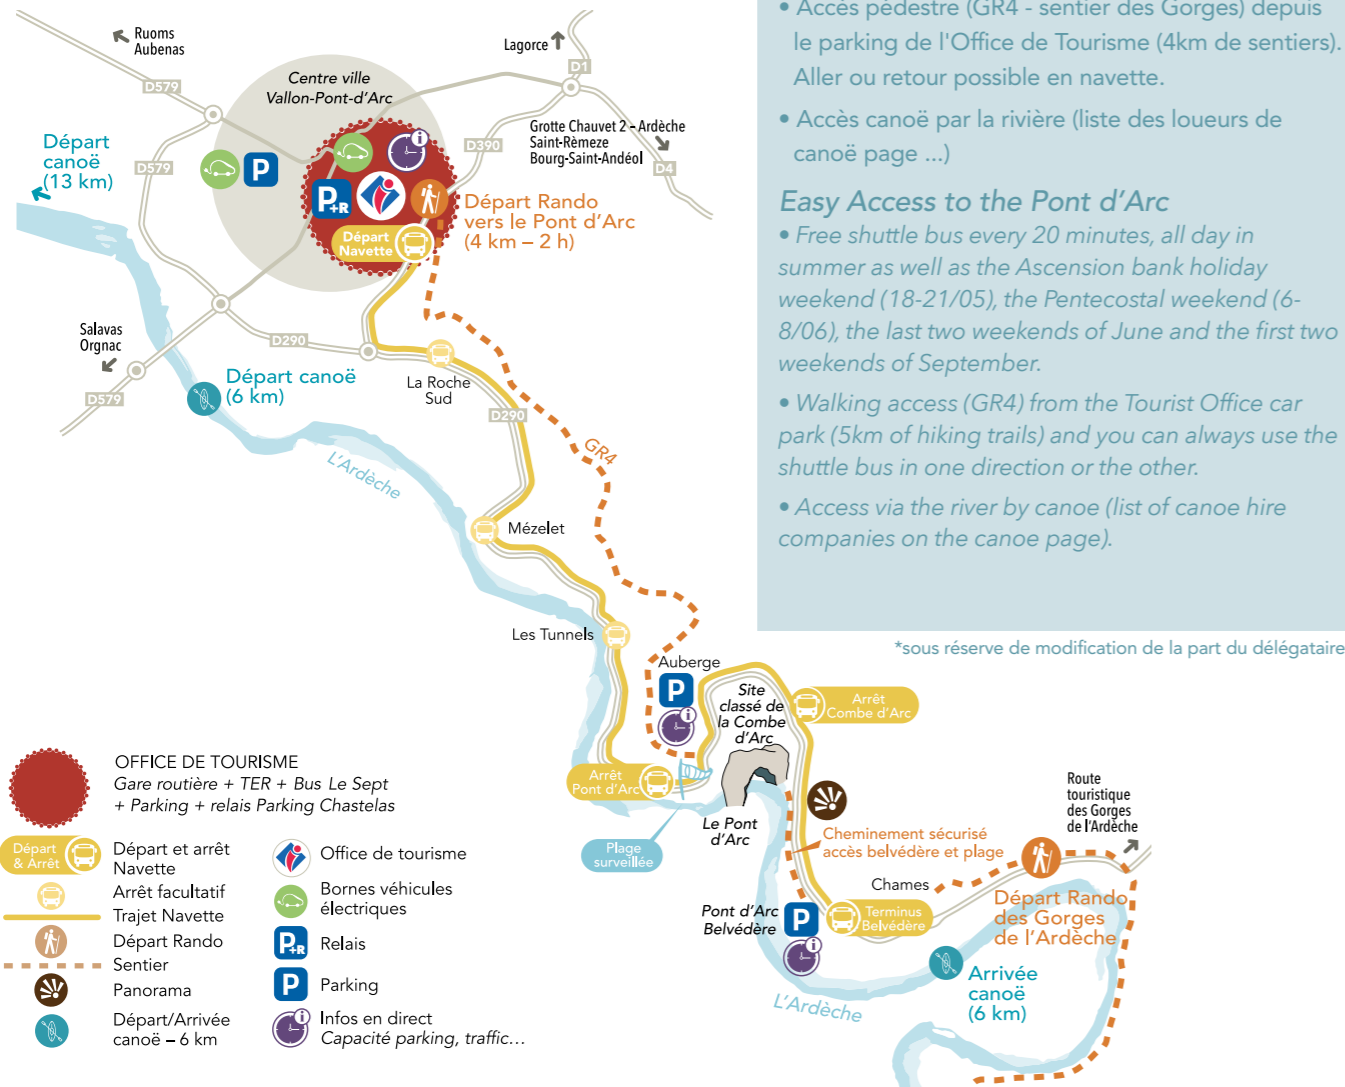 • Accès pédestre (GR4 - sentier des Gorges) depuis
le parking de l'Office de Tourisme (4km de sentiers).
Aller ou retour possible en navette.
• Accès canoë par la rivière (liste des loueurs de
canoë page ...)
Easy Access to the Pont d'Arc
• Free shuttle bus every 20 minutes, all day in
summer as well as the Ascension bank holiday
weekend (18-21/05), the Pentecostal weekend (6-
8/06), the last two weekends of June and the first two
weekends of September.
• Walking access (GR4) from the Tourist Office car
park (5km of hiking trails) and you can always use the
shuttle bus in one direction or the other.
• Access via the river by canoe (list of canoe hire
companies on the canoe page).
*sous réserve de modification de la part du délégataire
Ruoms
Aubenas
Lagorce
D1
D579
Centre ville
Vallon-Pont-d'Arc
Départ
canoë
(13 km)
D579
P
i
D390
Grotte Chauvet 2 – Ardèche
Saint-Rèmeze
Bourg-Saint-Andéol
D4
P+R
Départ
Navette
Départ Rando
vers le Pont d'Arc
(4 km – 2 h)
Salavas
Orgnac
D290
D579
Départ canoë
(6 km)
La Roche
Sud
D290
GR4
L'Ardèche
Mézelet
Les Tunnels
Auberge
P
i
Site
classé de
la Combe
d'Arc
Arrêt
Combe d'Arc
Arrêt
Pont d'Arc
Plage
surveillée
Le Pont
d'Arc
Cheminement sécurisé
accès belvédère et plage
Route
touristique
des Gorges
de l'Ardèche
Chames
Pont d'Arc
Belvédère
P
i
Terminus
Belvédère
Départ Rando
des Gorges
de l'Ardèche
Arrivée
canoë
(6 km)
L'Ardèche
OFFICE DE TOURISME
Gare routière + TER + Bus Le Sept
+ Parking + relais Parking Chastelas
Départ
& Arrêt
Départ et arrêt
Navette
Arrêt facultatif
Trajet Navette
Départ Rando
Sentier
Panorama
Départ/Arrivée
canoë – 6 km
Office de tourisme
Bornes véhicules
électriques
P+R
Relais
P
Parking
i
Infos en direct
Capacité parking, traffic...